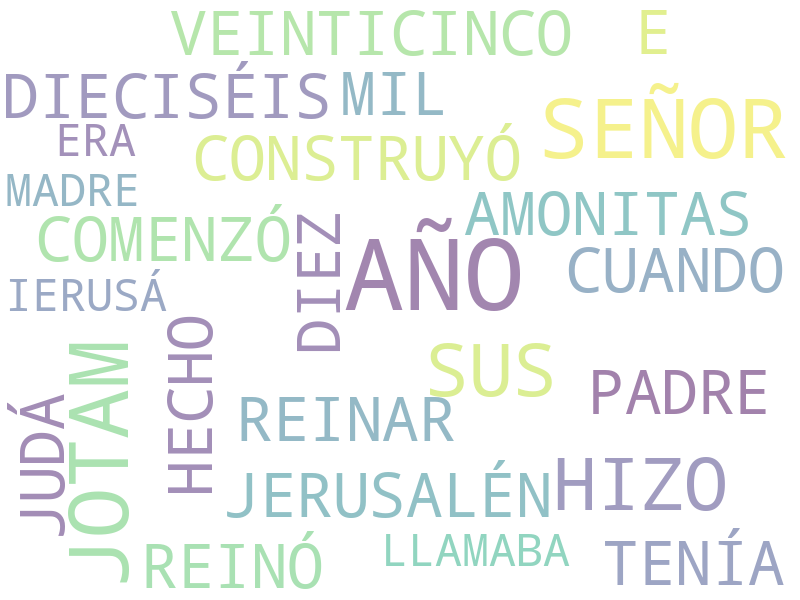 VEINTICINCO E
DIECISÉIS MIL
SEÑOR
ERA
CONSTRUYÓ
MADRE
AMONITAS
COMENZÓ
DIEZ
AÑO
CUANDO
IERUSÁ
HECHO
JOTAM
SUS
PADRE
JUDÁ
REINAR
HIZO
JERUSALÉN
REINÓ
LLAMABA
TENÍA